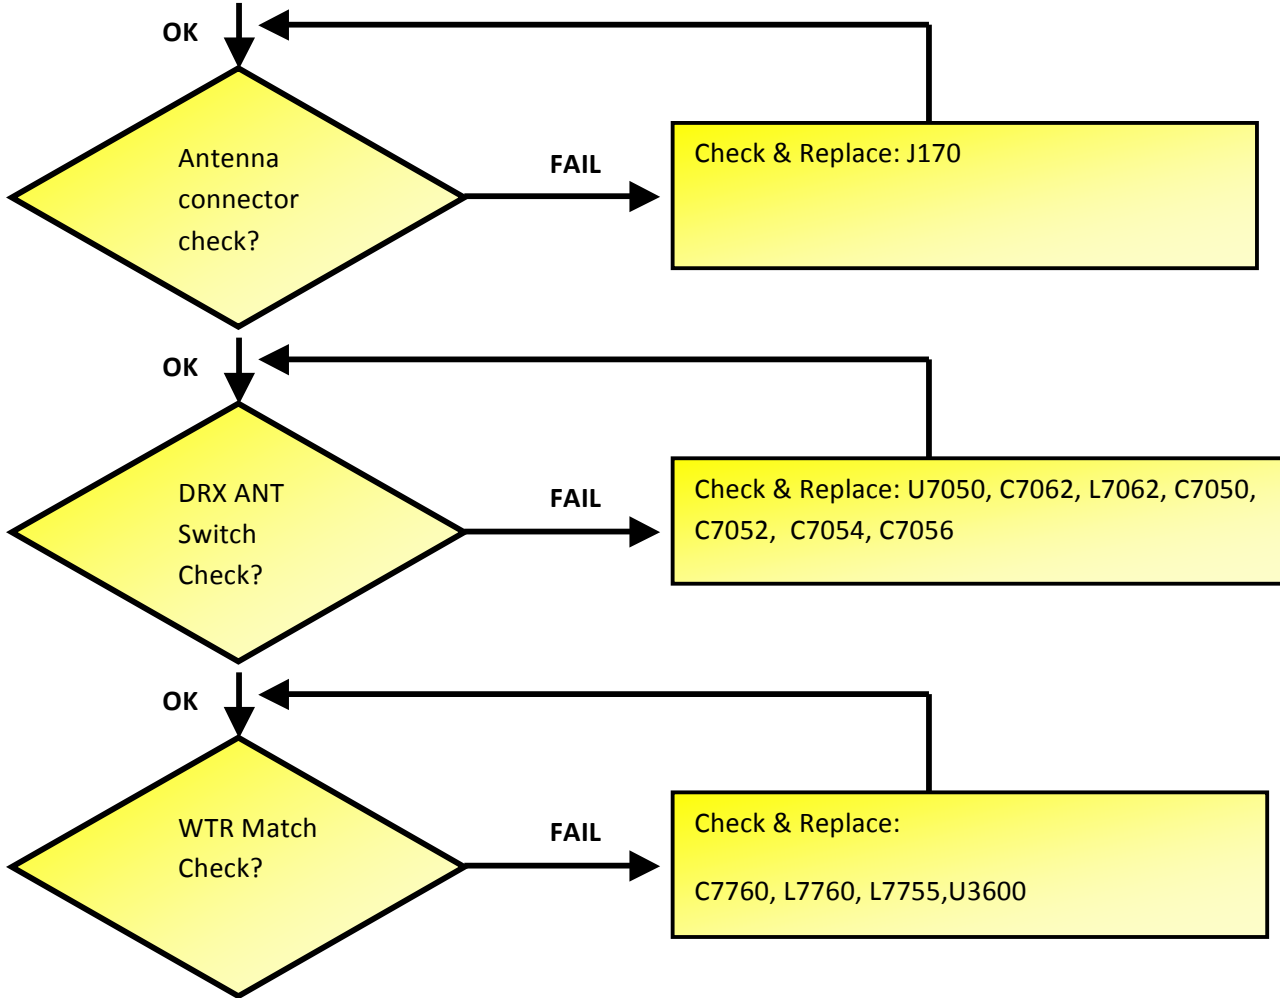 OK
Antenna
connector
check?
FAIL
Check & Replace: J170
OK
DRX ANT
Switch
Check?
FAIL
Check & Replace: U7050, C7062, L7062, C7050,
C7052,  C7054, C7056
OK
WTR Match
Check?
FAIL
Check & Replace:
C7760, L7760, L7755,U3600